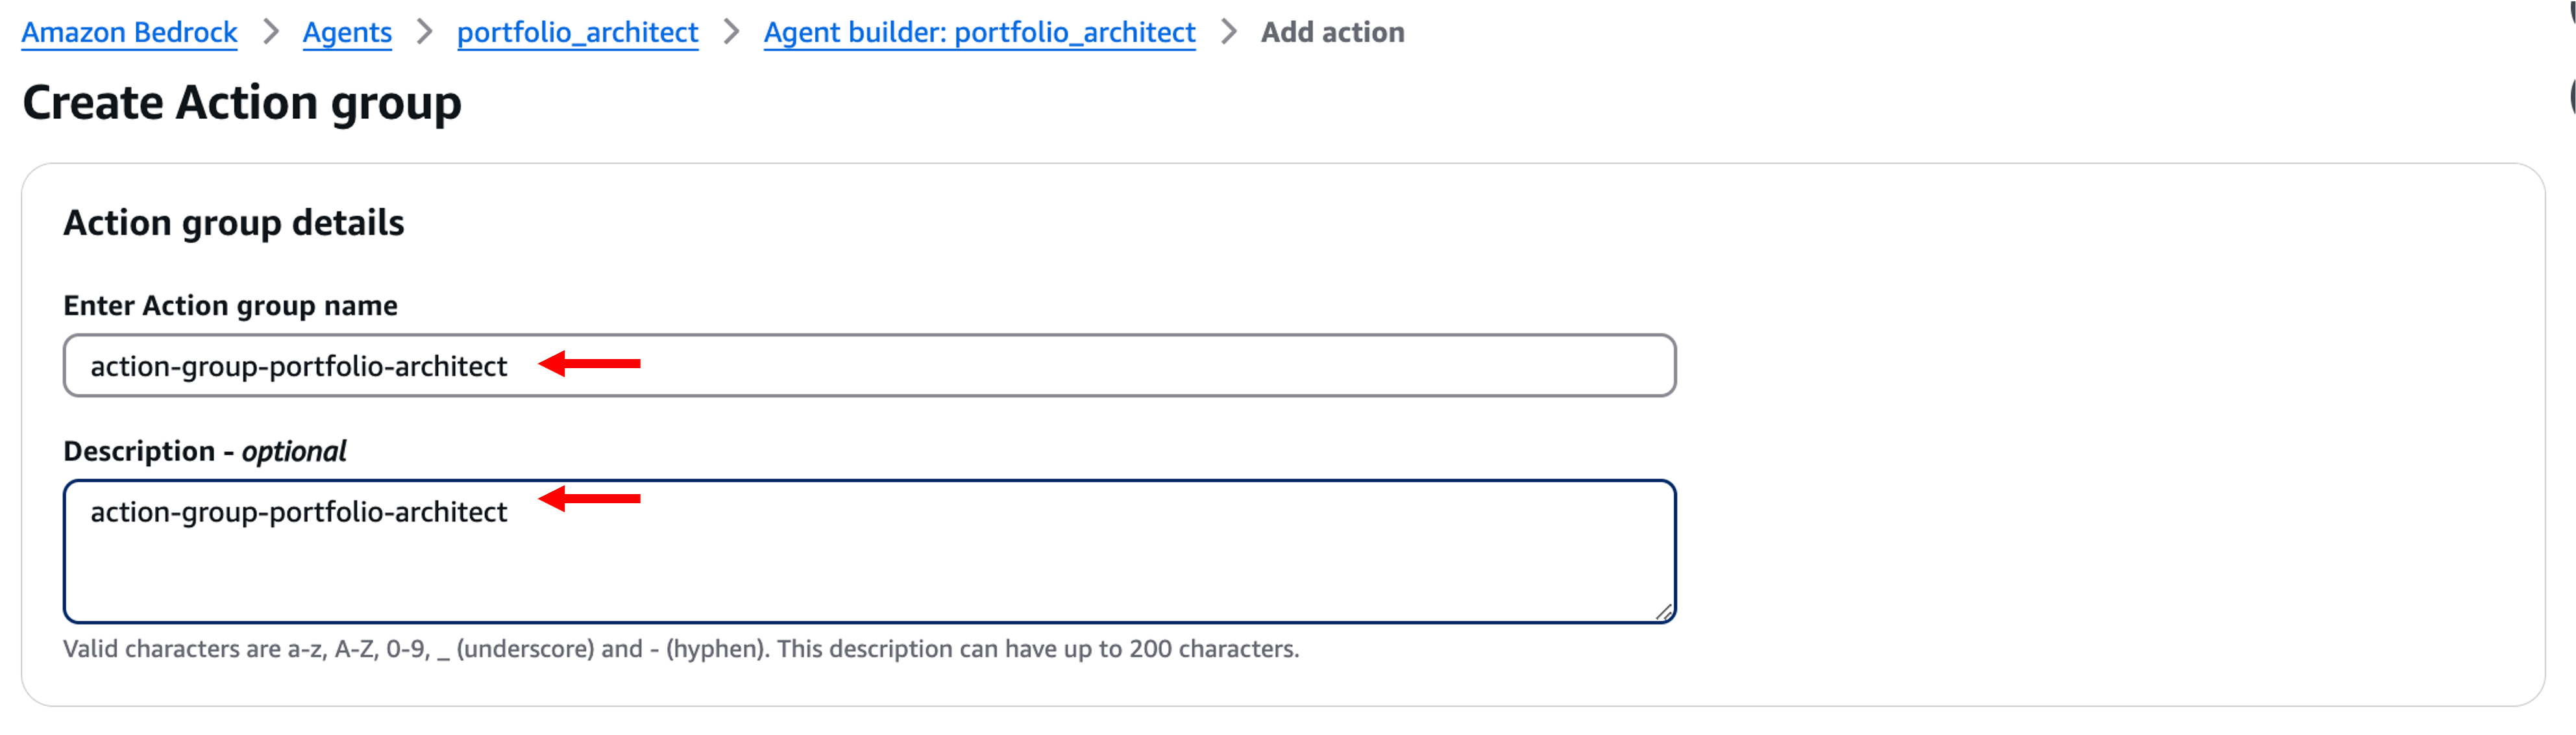 Amazon Bedrock > Agents > portfolio_architect > Agent builder: portfolio_architect > Add action
Create Action group
Action group details
Enter Action group name
action-group-portfolio-architect
Description - optional
action-group-portfolio-architect
Valid characters are a-z, A-Z, 0-9, _ (underscore) and - (hyphen). This description can have up to 200 characters.